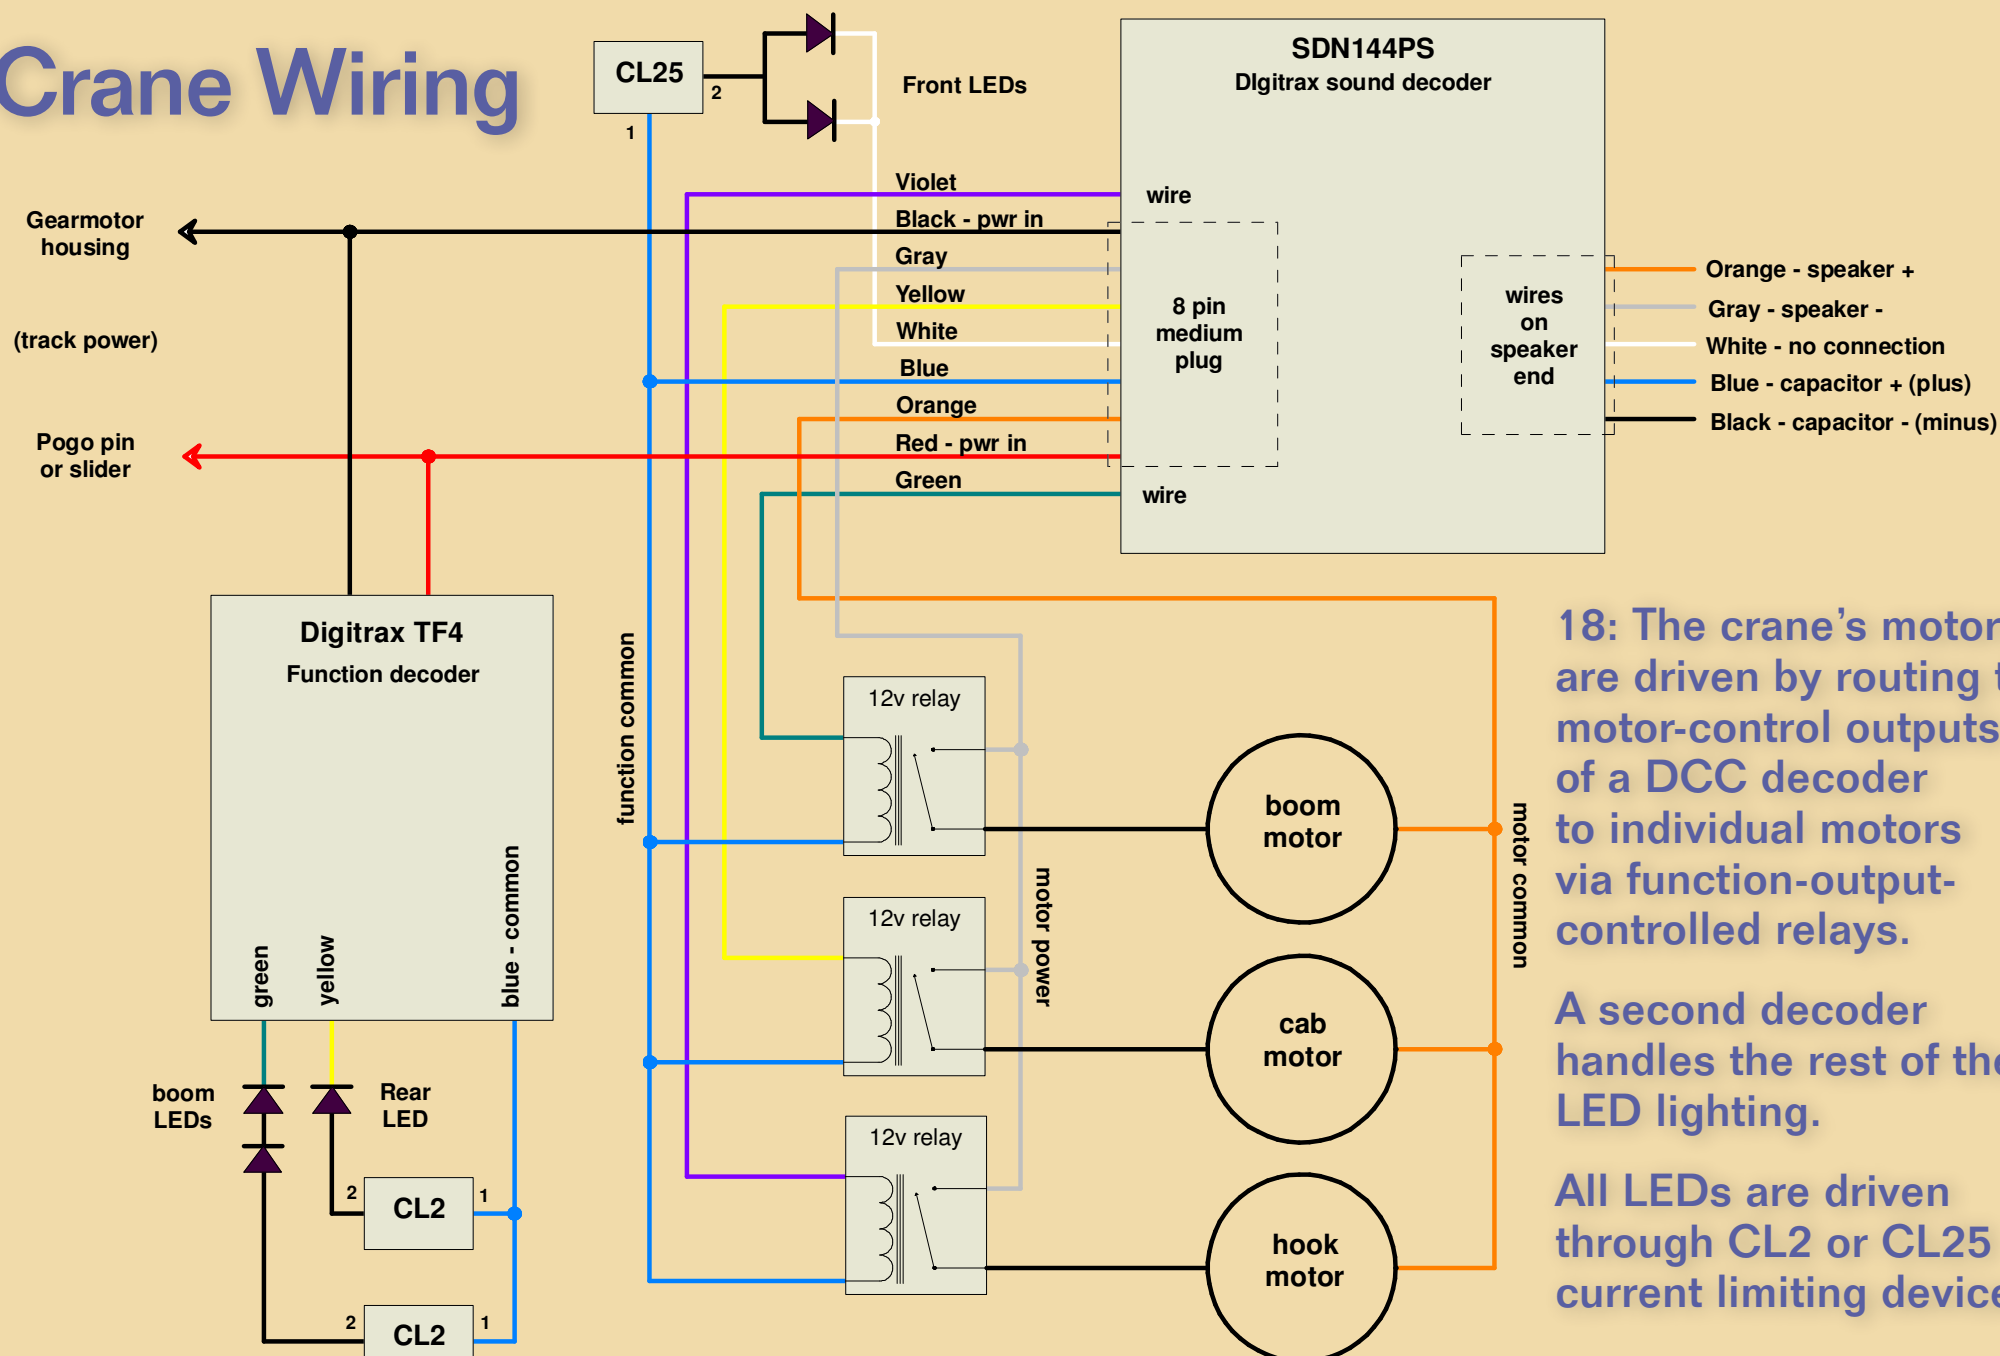 Crane Wiring
CL25
2
1
Front LEDs
SDN144PS
DIgitrax sound decoder
Violet
wire
Black - pwr in
Gray
Yellow
White
Blue
Orange
Red - pwr in
Green
wire
8 pin
medium
plug
wires
on
speaker
end
Orange - speaker +
Gray - speaker -
White - no connection
Blue - capacitor + (plus)
Black - capacitor - (minus)
Gearmotor
housing
(track power)
Pogo pin
or slider
Digitrax TF4
Function decoder
green
yellow
blue - common
boom
LEDs
Rear
LED
2
CL2
1
2
CL2
1
function common
12v relay
12v relay
12v relay
motor power
boom
motor
cab
motor
hook
motor
motor common
18: The crane’s motor
are driven by routing
motor-control outputs
of a DCC decoder
to individual motors
via function-output-
controlled relays.
A second decoder
handles the rest of the
LED lighting.
All LEDs are driven
through CL2 or CL25
current limiting device